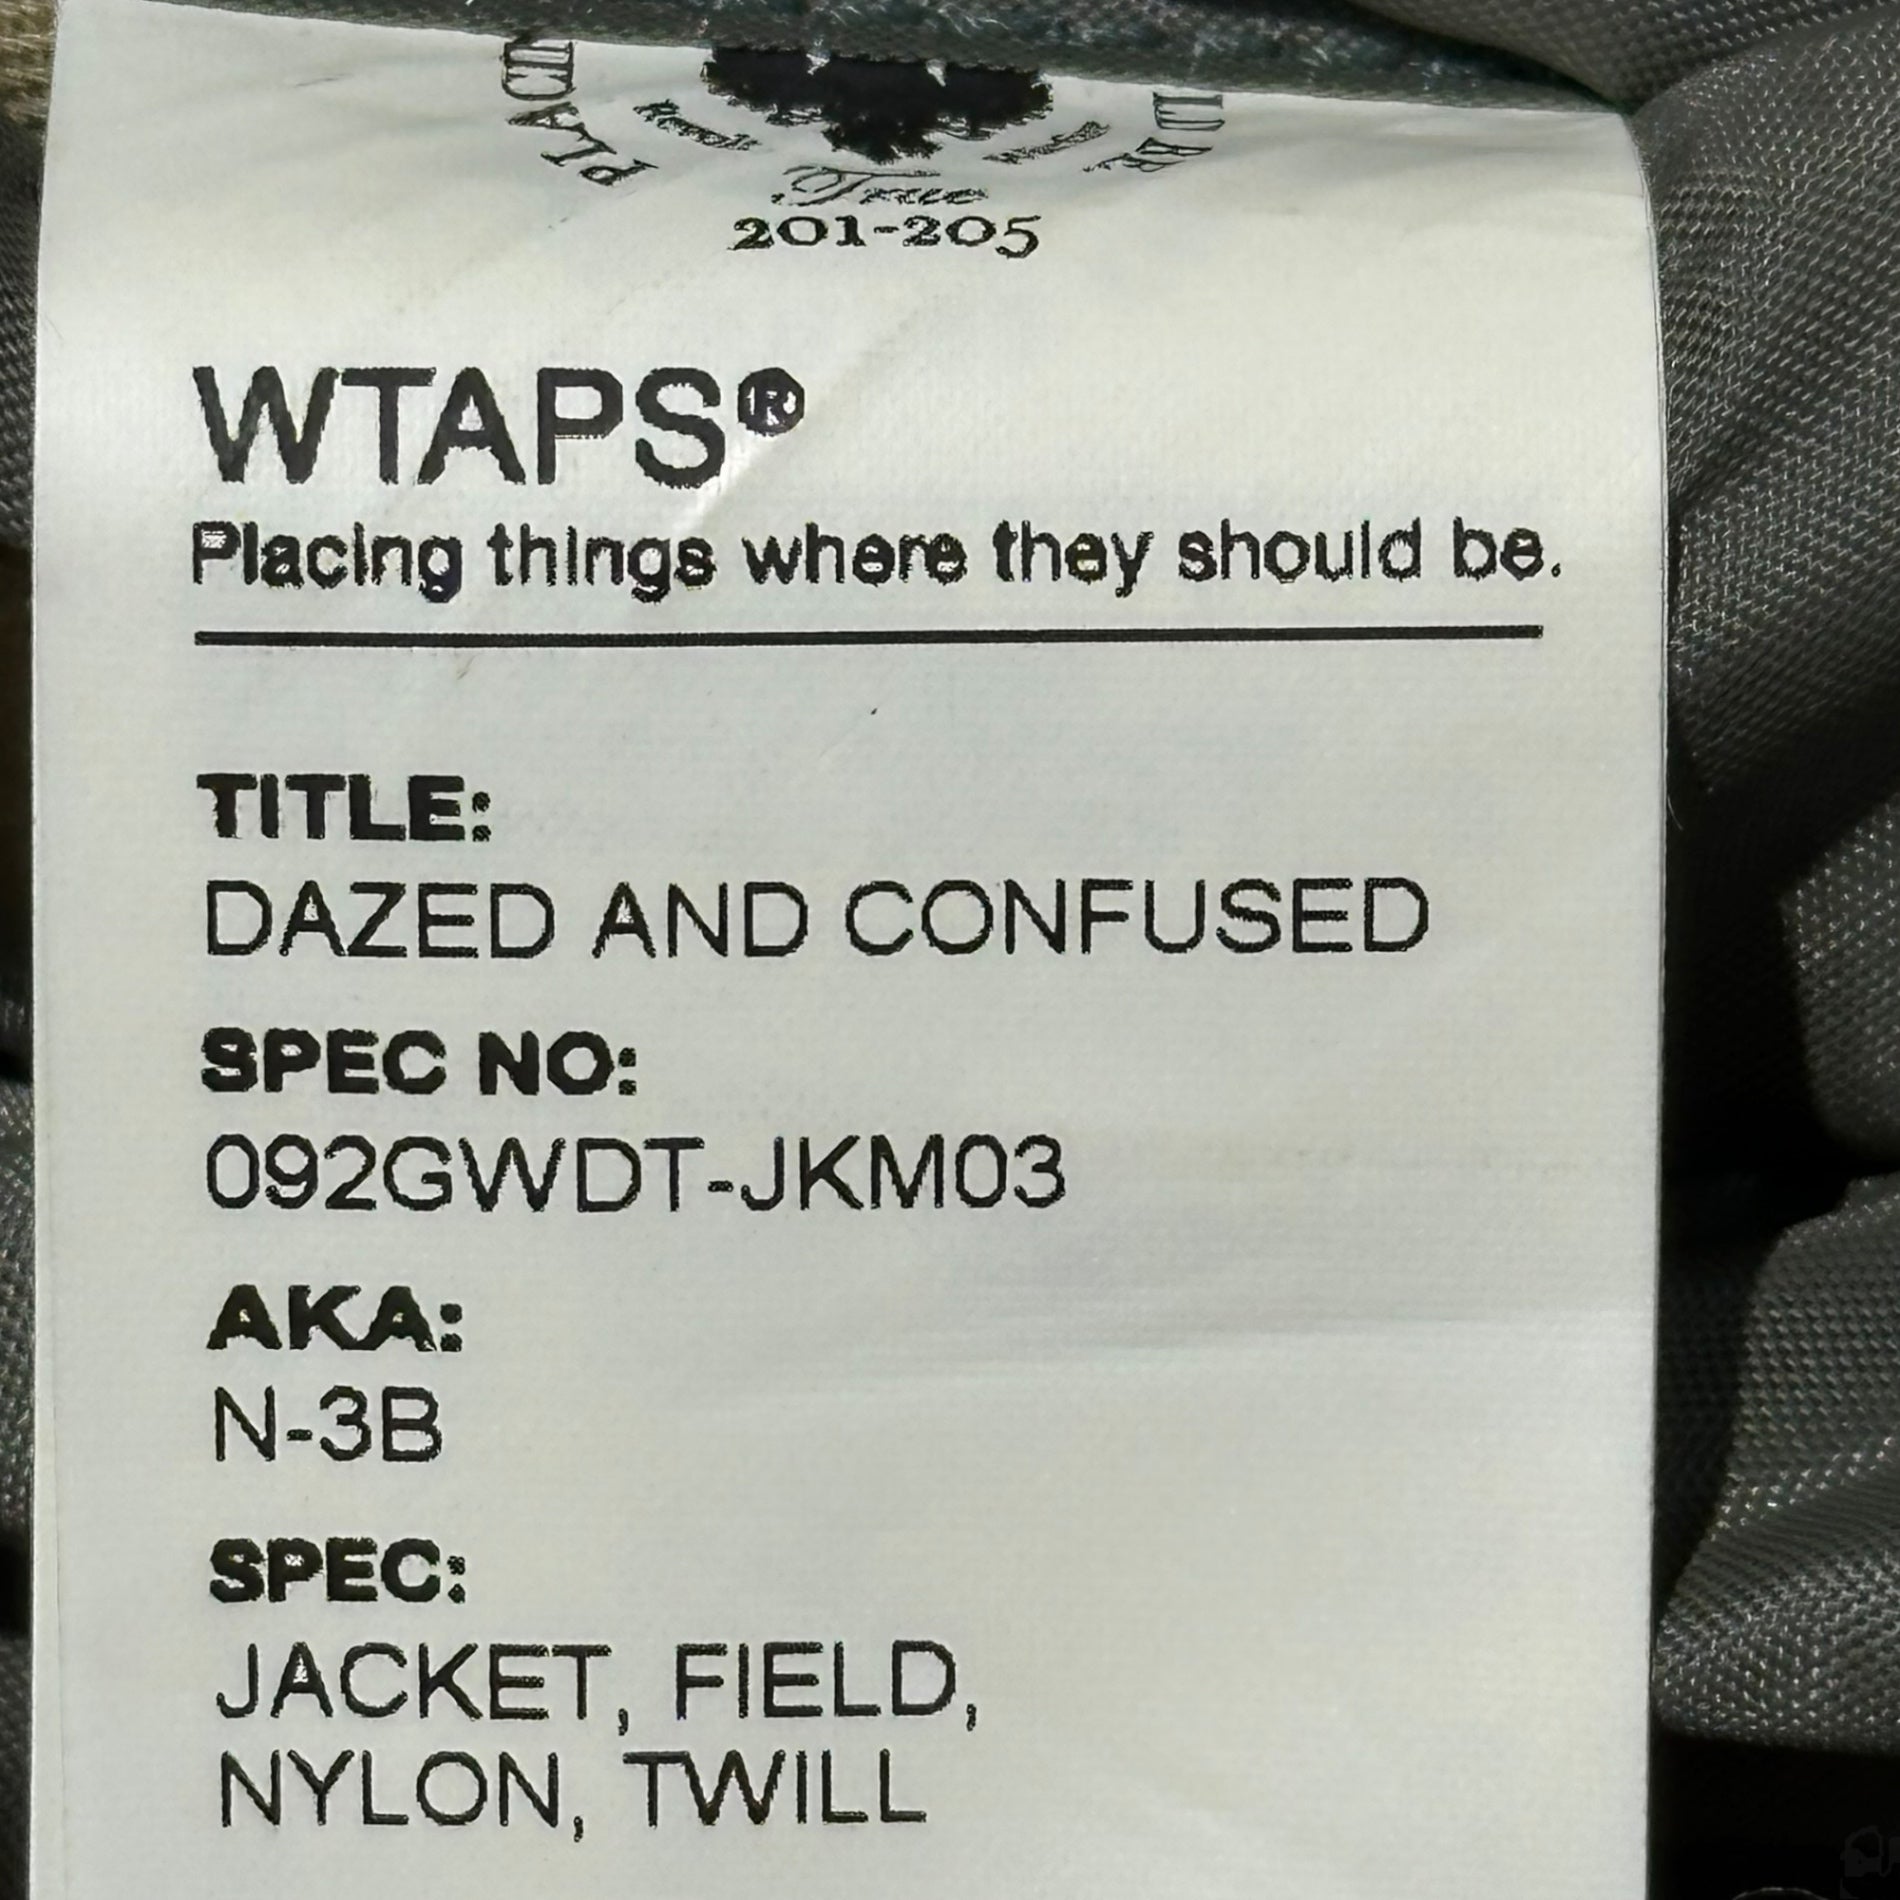 True
201-205
WTAPS®
Placing things where they should be.
TITLE:
DAZED AND CONFUSED
SPEC NO:
092GWDT-JKM03
AKA:
N-3B
SPEC:
JACKET, FIELD,
NYLON, TWILL